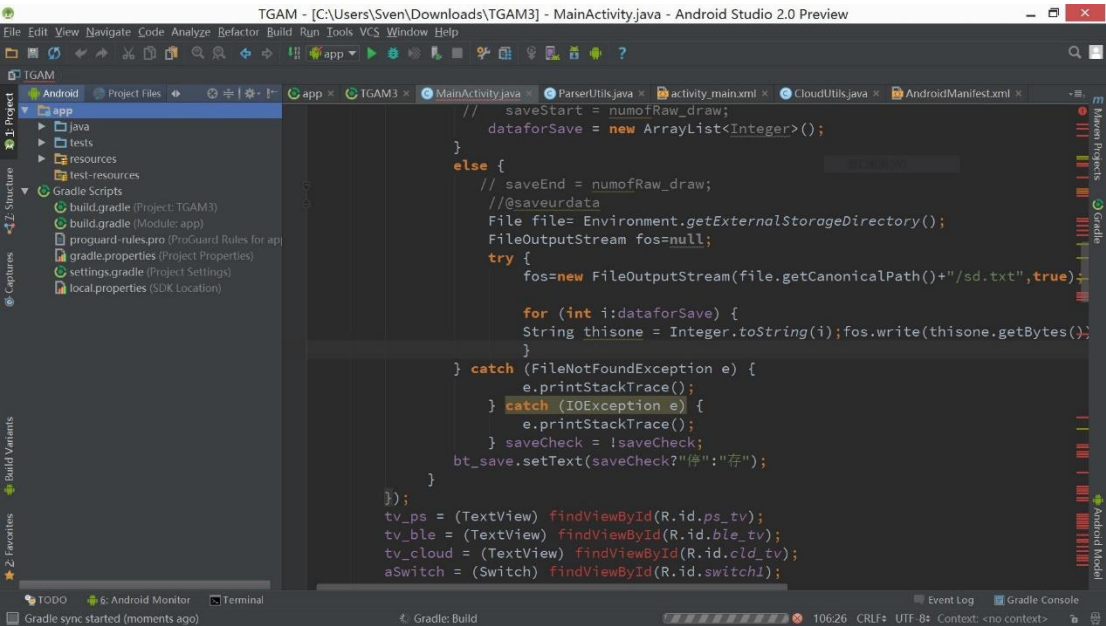 TGAM - [C:\Users\Sven\Downloads\TGAM3] - MainActivity.java - Android Studio 2.0 Preview
File Edit View Navigate Code Analyze Refactor Build Run Tools VCS Window Help
app
TGAM
Android Project Files
app TGAM3 MainActivity.java ParserUtils.java activity_main.xml CloudUtils.java AndroidManifest.xml
1: Project
Z: Structure
Captures
Build Variants
2: Favorites
app
java
tests
resources
test-resources
Gradle Scripts
build.gradle (Project: TGAM3)
build.gradle (Module: app)
proguard-rules.pro (ProGuard Rules for ap
gradle.properties (Project Properties)
settings.gradle (Project Settings)
local.properties (SDK Location)
// saveStart = numofRaw_draw;
dataforSave = new ArrayList<Integer>();
}
else {
// saveEnd = numofRaw_draw;
//@saveurdata
File file= Environment.getExternalStorageDirectory();
FileOutputStream fos=null;
try {
fos=new FileOutputStream(file.getCanonicalPath()+"/sd.txt",true);
for (int i:dataforSave) {
String thisone = Integer.toString(i);fos.write(thisone.getBytes())
}
} catch (FileNotFoundException e) {
e.printStackTrace();
} catch (IOException e) {
e.printStackTrace();
} saveCheck = !saveCheck;
bt_save.setText(saveCheck?"停":"存");
}
});
tv_ps = (TextView) findViewById(R.id.ps_tv);
tv_ble = (TextView) findViewById(R.id.ble_tv);
tv_cloud = (TextView) findViewById(R.id.cld_tv);
aSwitch = (Switch) findViewById(R.id.switch1);
m
Maven Projects
Gradle
Android Model
TODO 6: Android Monitor Terminal Event Log Gradle Console
Gradle sync started (moments ago) Gradle: Build 106:26 CRLF UTF-8 Context: <no context>